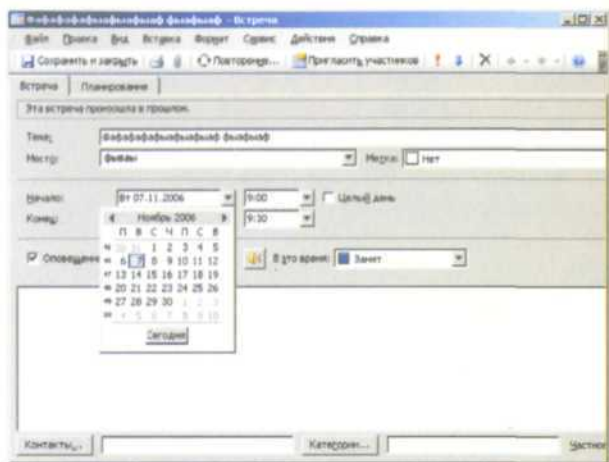 Фафафафафыафыафыаф фыафыаф - Встреча
Файл Правка Вид Вставка Формат Сервис Действия Справка
Сохранить и закрыть Повторение... Пригласить участников
Встреча Планирование
Эта встреча произошла в прошлом.
Тема:
Место: Метка: Нет
Начало: Вт 07.11.2006 9:00 Целый день
Конец: 9:30
Ноябрь 2006
П В С Ч П С В
30 31 1 2 3 4 5
6 7 8 9 10 11 12
13 14 15 16 17 18 19
20 21 22 23 24 25 26
27 28 29 30 1 2 3
4 5 6 7 8 9 10
Сегодня
Оповещение В это время: Занят
Контакты... Категории... Частное